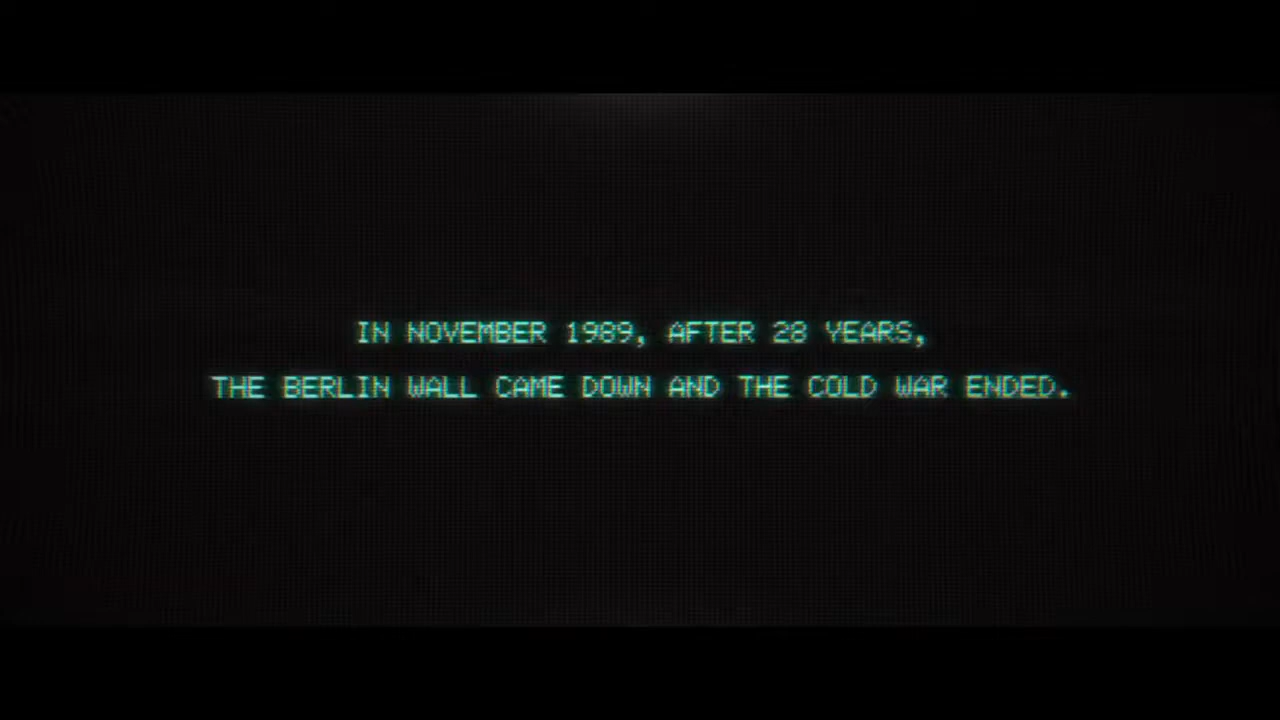 IN NOVEMBER 1989, AFTER 28 YEARS,
THE BERLIN WALL CAME DOWN AND THE COLD WAR ENDED.